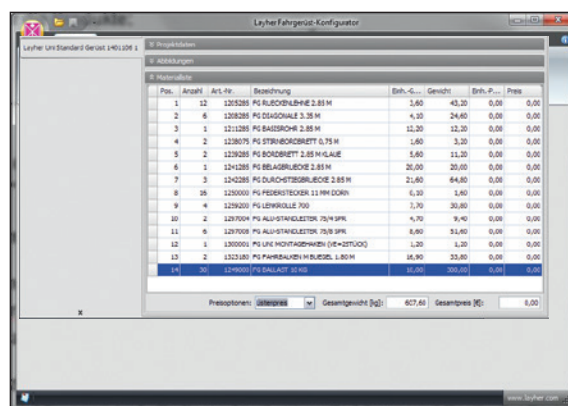 Layher Fahrgerüst-Konfigurator
Layher Uni Standard Gerüst 1401108 1
Projektdaten
Abbildungen
Materialliste
Pos. Anzahl Art.-Nr. Bezeichnung Einh.-G... Gewicht Einh.-P... Preis
1 12 1205285 FG RUECKENLEHNE 2.85 M 3,60 43,20 0,00 0,00
2 6 1208285 FG DIAGONALE 3.35 M 4,10 24,60 0,00 0,00
3 1 1211285 FG BASISROHR 2.85 M 12,20 12,20 0,00 0,00
4 2 1238075 FG STIRNBORDBRETT 0,75 M 1,60 3,20 0,00 0,00
5 2 1239285 FG BORDBRETT 2.85 M KLAUE 5,60 11,20 0,00 0,00
6 1 1241285 FG BELAGBRUECKE 2.85 M 20,00 20,00 0,00 0,00
7 3 1242285 FG DURCHSTIEGBRUECKE 2.85 M 21,60 64,80 0,00 0,00
8 16 1250000 FG FEDERSTECKER 11 MM DORN 0,10 1,60 0,00 0,00
9 4 1259200 FG LENKROLLE 700 7,70 30,80 0,00 0,00
10 2 1297004 FG ALU-STANDLEITER 75/4 SPR 4,70 9,40 0,00 0,00
11 6 1297008 FG ALU-STANDLEITER 75/8 SPR 8,60 51,60 0,00 0,00
12 1 1300001 FG UNI MONTAGEHAKEN (VE=2STÜCK) 1,20 1,20 0,00 0,00
13 2 1323180 FG FAHRBALKEN M BUEGEL 1.80 M 16,90 33,80 0,00 0,00
14 30 1249000 FG BALLAST 10 KG 10,00 300,00 0,00 0,00
Preisoptionen: Listenpreis Gesamtgewicht [kg]: 607,60 Gesamtpreis [€]: 0,00
x
www.layher.com